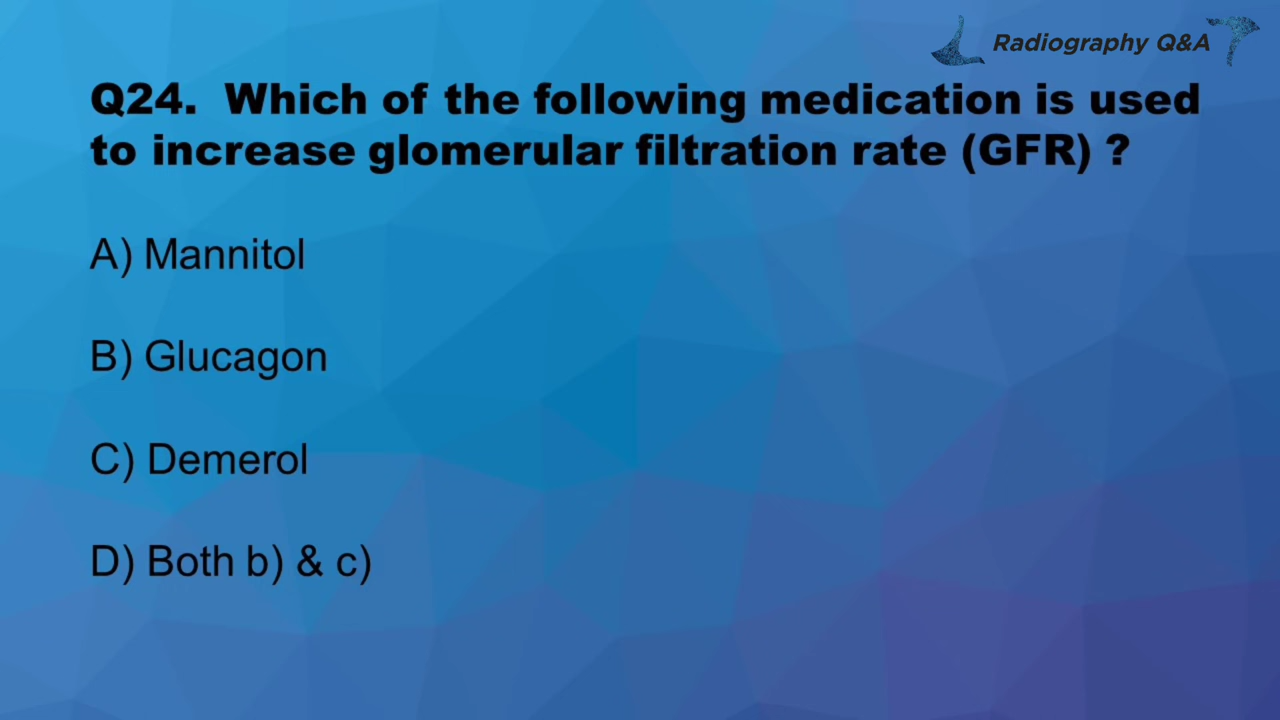 Radiography Q&A
Q24. Which of the following medication is used
to increase glomerular filtration rate (GFR) ?
A) Mannitol
B) Glucagon
C) Demerol
D) Both b) & c)